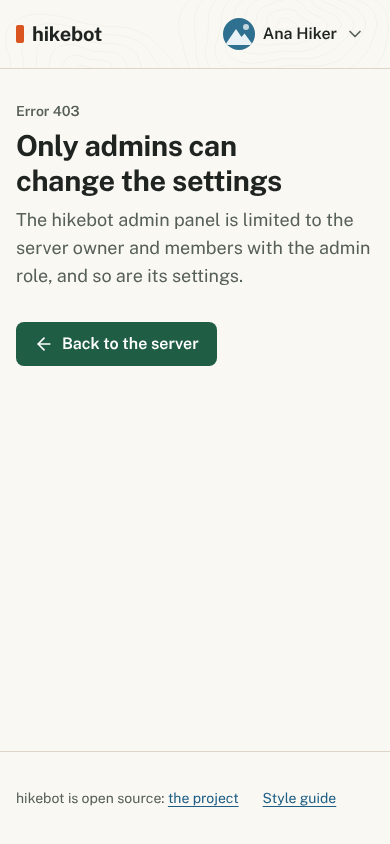 hikebot
Ana Hiker
Error 403
Only admins can
change the settings
The hikebot admin panel is limited to the
server owner and members with the admin
role, and so are its settings.
Back to the server
hikebot is open source: the project
Style guide